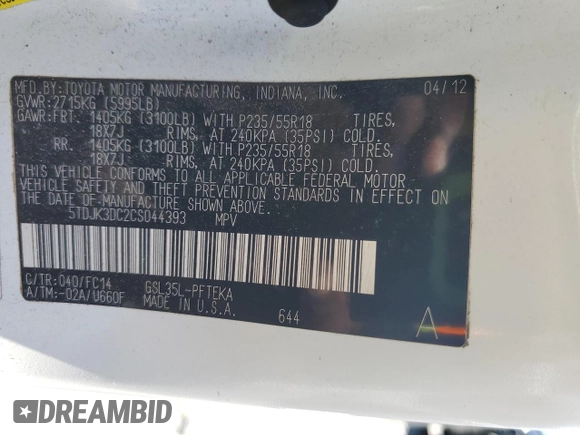 MFD.BY:TOYOTA MOTOR MANUFACTURING, INDIANA, INC. 04/12
GVWR:2715KG (5995LB)
GAWR:FRT. 1405KG (3100LB) WITH P235/55R18 TIRES,
18X7J RIMS, AT 240KPA (35PSI) COLD.
RR. 1405KG (3100LB) WITH P235/55R18 TIRES,
18X7J RIMS, AT 240KPA (35PSI) COLD.
THIS VEHICLE CONFORMS TO ALL APPLICABLE FEDERAL MOTOR
VEHICLE SAFETY AND THEFT PREVENTION STANDARDS IN EFFECT ON
THE DATE OF MANUFACTURE SHOWN ABOVE.
5TDJK3DC2CS044393 MPV
C/TR:040/FC14 GSL35L-PFTEKA
A/TM:-02A/U660F MADE IN U.S.A. 644 A
DREAMBID